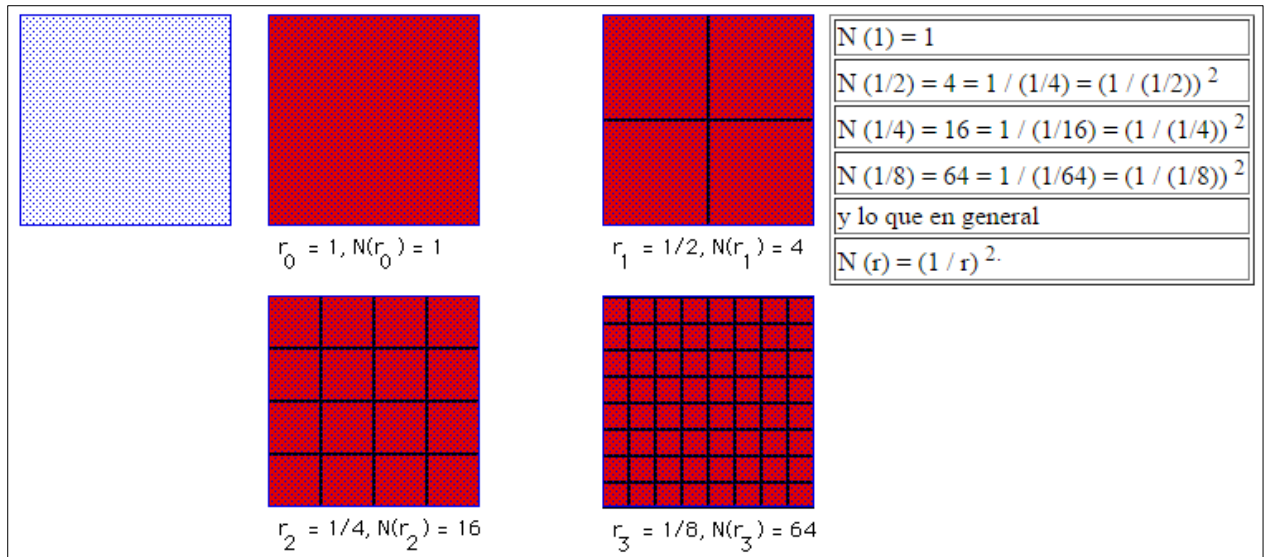 r₀ = 1, N(r₀) = 1
r₁ = 1/2, N(r₁) = 4
N (1) = 1
N (1/2) = 4 = 1 / (1/4) = (1 / (1/2)) ²
N (1/4) = 16 = 1 / (1/16) = (1 / (1/4)) ²
N (1/8) = 64 = 1 / (1/64) = (1 / (1/8)) ²
y lo que en general
N (r) = (1 / r) ²·
r₂ = 1/4, N(r₂) = 16
r₃ = 1/8, N(r₃) = 64